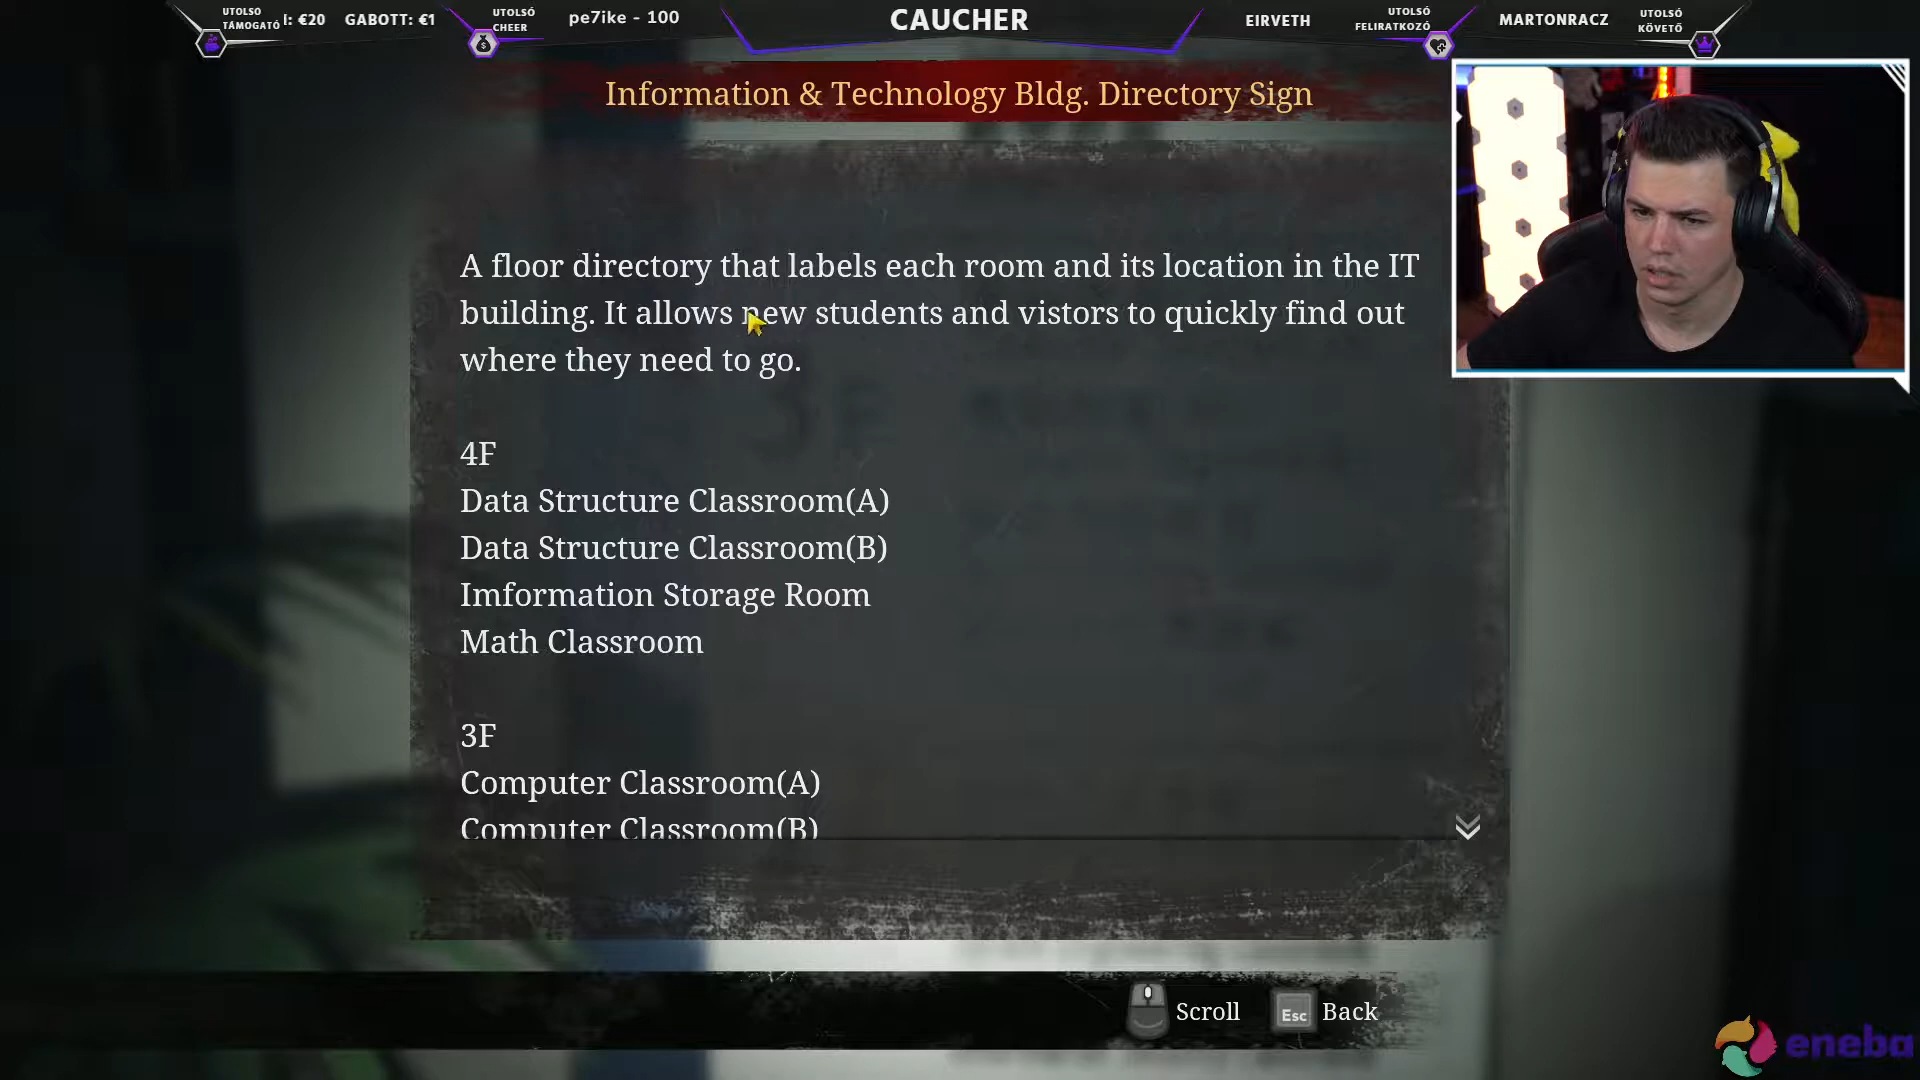 UTOLSÓ
TÁMOGATÓ
I: €20 GABOTT: €1
UTOLSÓ
CHEER
pe7ike - 100
CAUCHER
EIRVETH
UTOLSÓ
FELIRATKOZÓ
MARTONRACZ
UTOLSÓ
KÖVETŐ
Information & Technology Bldg. Directory Sign
A floor directory that labels each room and its location in the IT
building. It allows new students and vistors to quickly find out
where they need to go.
4F
Data Structure Classroom(A)
Data Structure Classroom(B)
Imformation Storage Room
Math Classroom
3F
Computer Classroom(A)
Computer Classroom(B)
Scroll
Esc Back
eneba